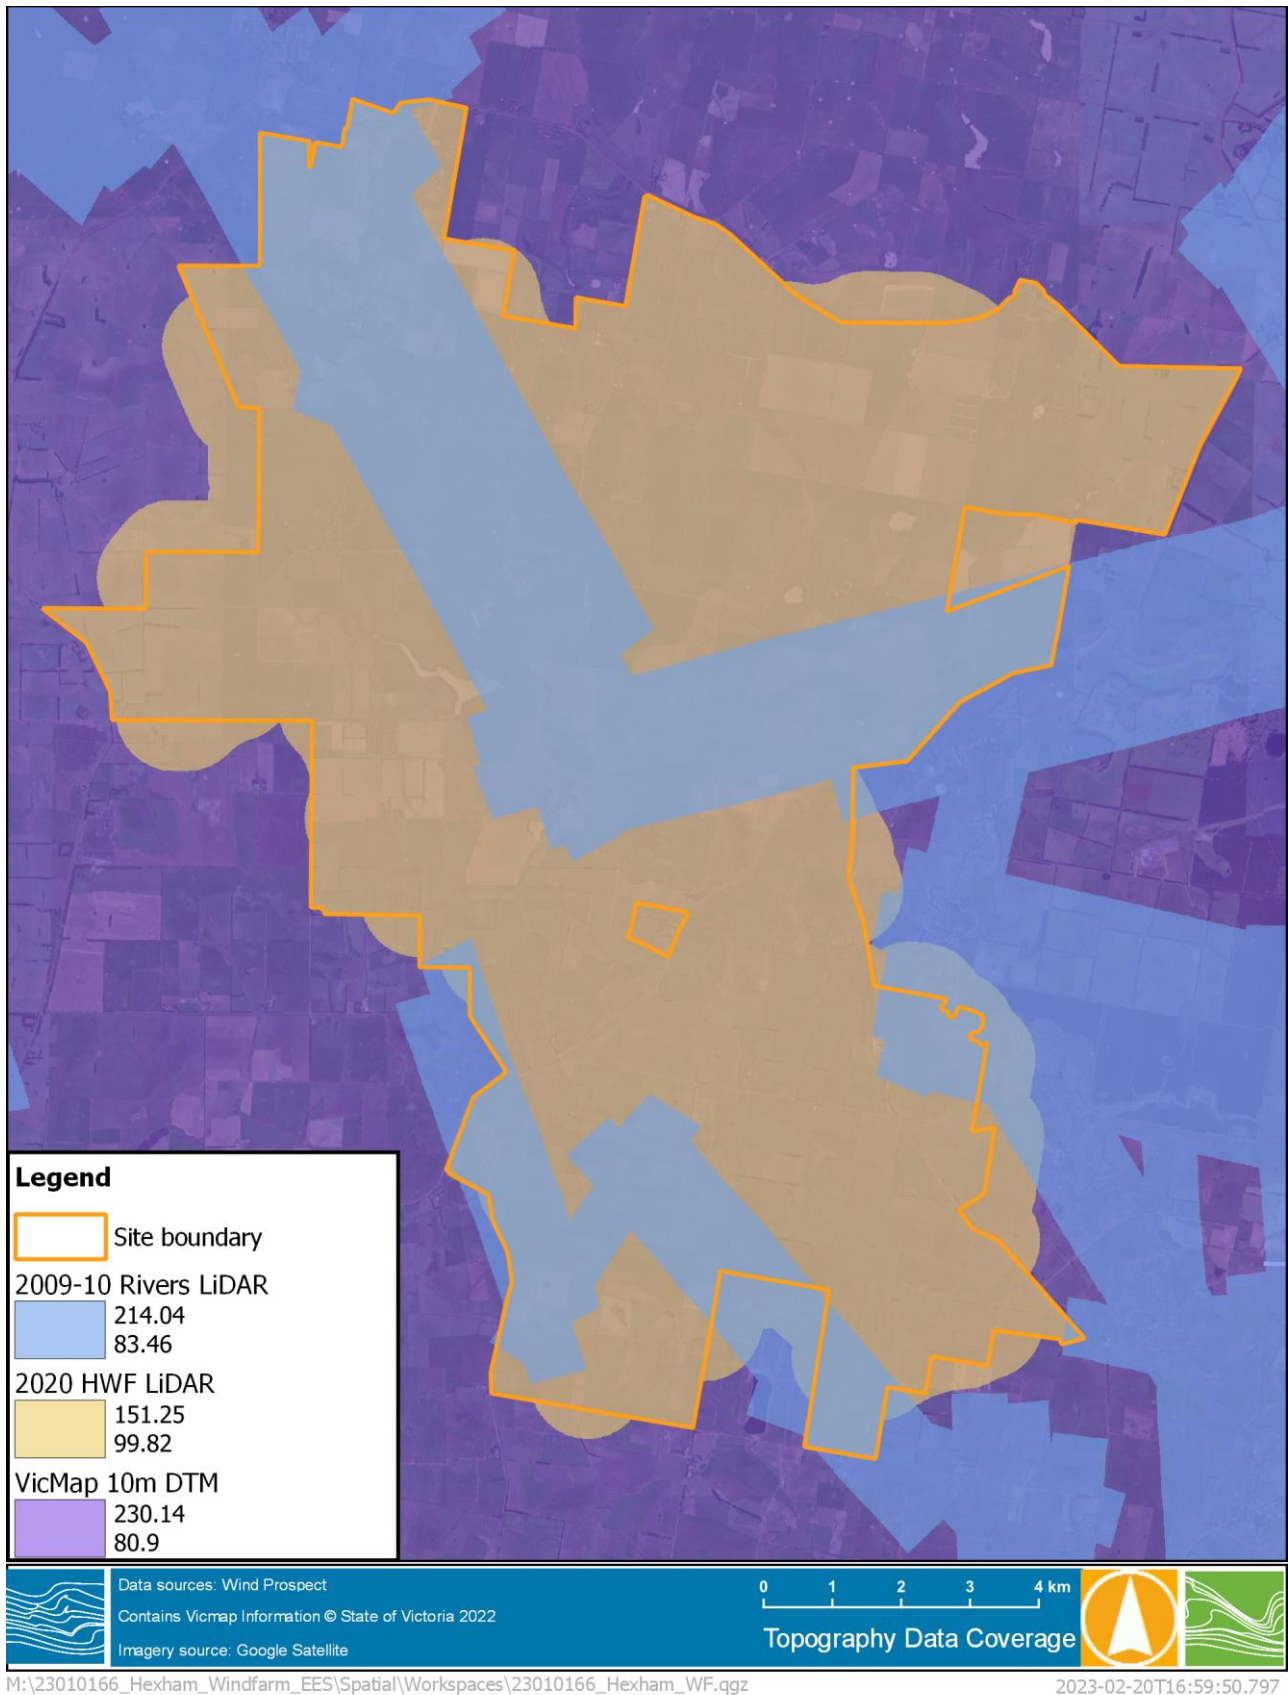 Legend
Site boundary
2009-10 Rivers LiDAR
214.04
83.46
2020 HWF LiDAR
151.25
99.82
VicMap 10m DTM
230.14
80.9
Data sources: Wind Prospect
Contains Vicmap Information © State of Victoria 2022
Imagery source: Google Satellite
0 1 2 3 4 km
Topography Data Coverage
M:\23010166_Hexham_Windfarm_EES\Spatial\Workspaces\23010166_Hexham_WF.qgz
2023-02-20T16:59:50.797